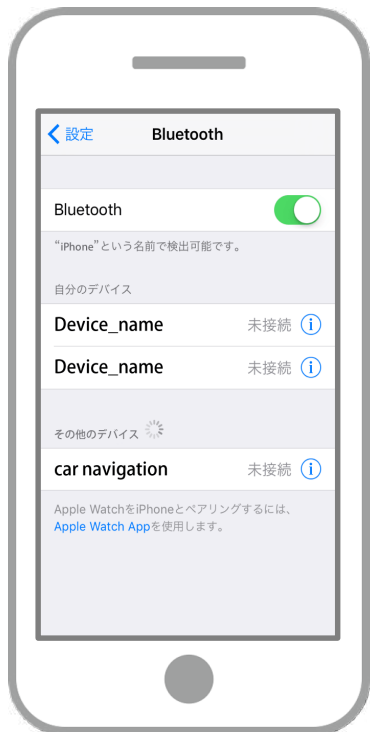 設定 Bluetooth
Bluetooth
“iPhone”という名前で検出可能です。
自分のデバイス
Device_name 未接続 i
Device_name 未接続 i
その他のデバイス
car navigation 未接続 i
Apple WatchをiPhoneとペアリングするには、
Apple Watch Appを使用します。